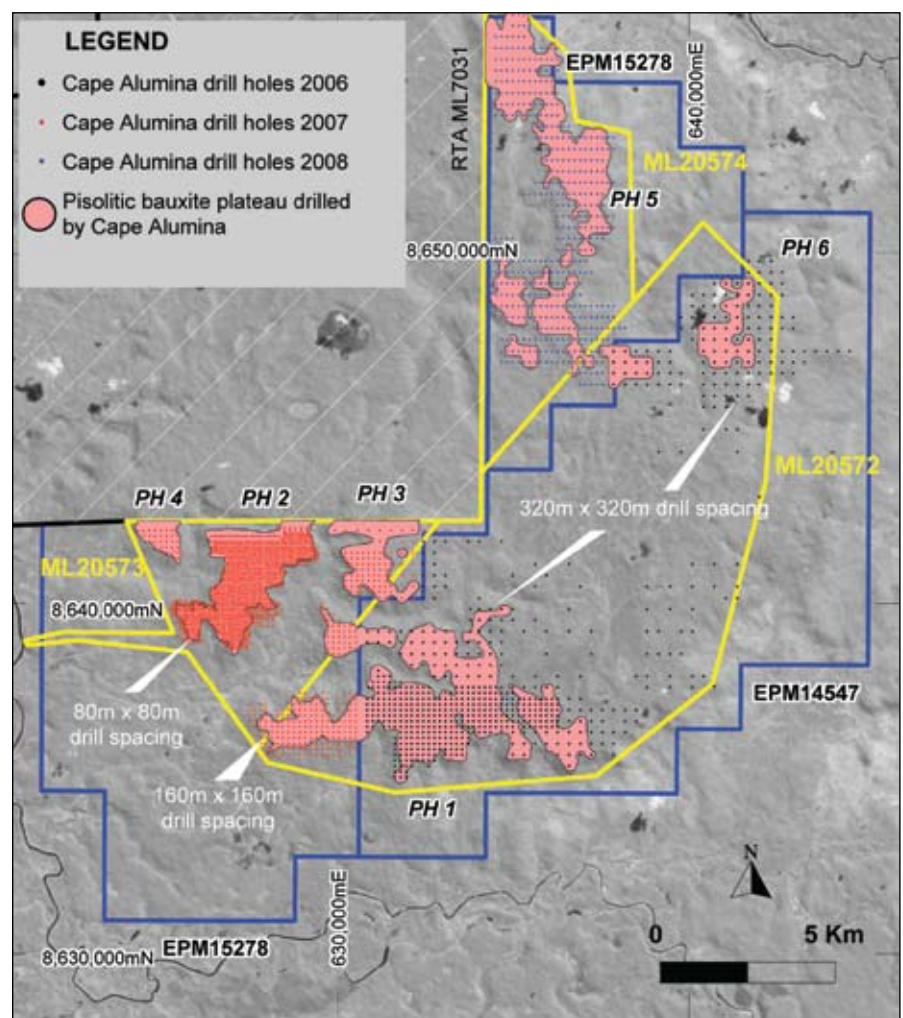 LEGEND
Cape Alumina drill holes 2006
Cape Alumina drill holes 2007
Cape Alumina drill holes 2008
Pisolitic bauxite plateau drilled
by Cape Alumina
RTA ML7031
EPM15278
640,000mE
ML20574
PH 5
8,650,000mN
PH 6
ML20572
PH 4
PH 2
PH 3
320m x 320m drill spacing
ML20573
8,640,000mN
80m x 80m
drill spacing
EPM14547
160m x 160m
drill spacing
PH 1
N
630,000mE
0
5 Km
EPM15278
8,630,000mN